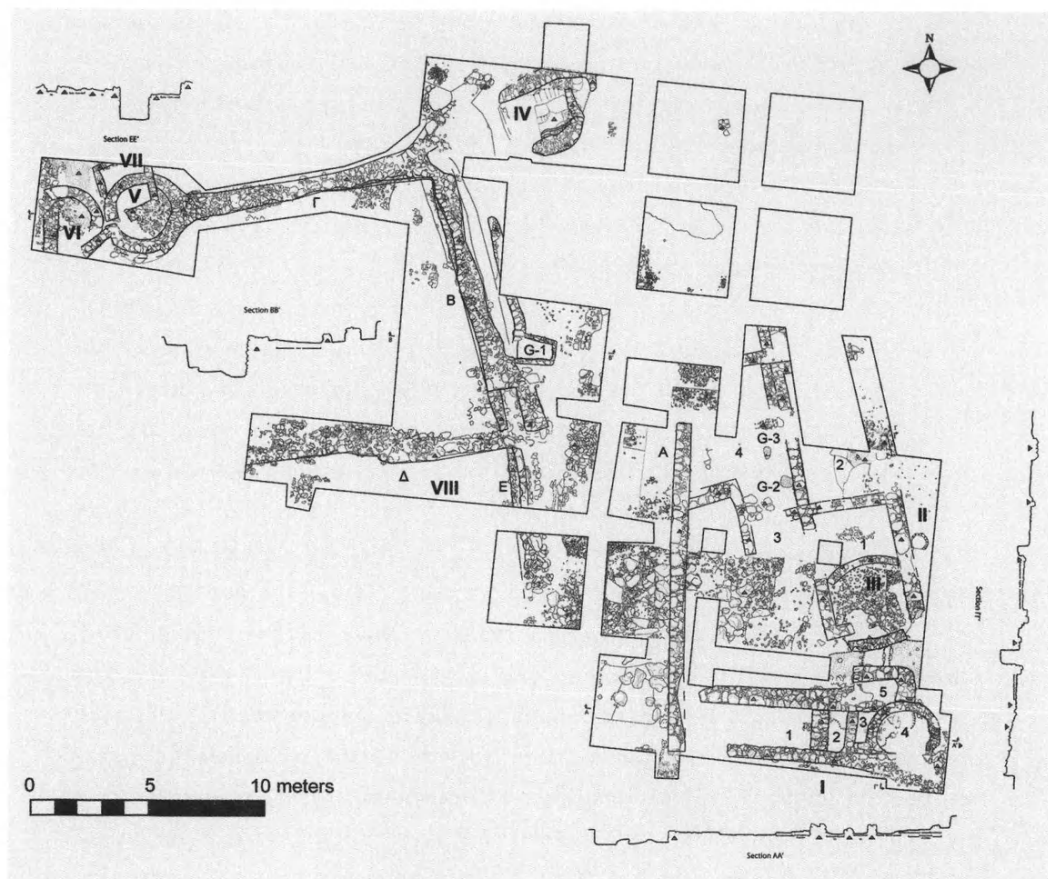 N
IV
Section EE'
VII
V
VI
Γ
B
Section BB'
G-1
A
4
G-3
G-2
2
II
3
1
III
Δ
VIII
E
Section ΓΓ'
5
1
2
3
4
I
0 5 10 meters
Section AA'